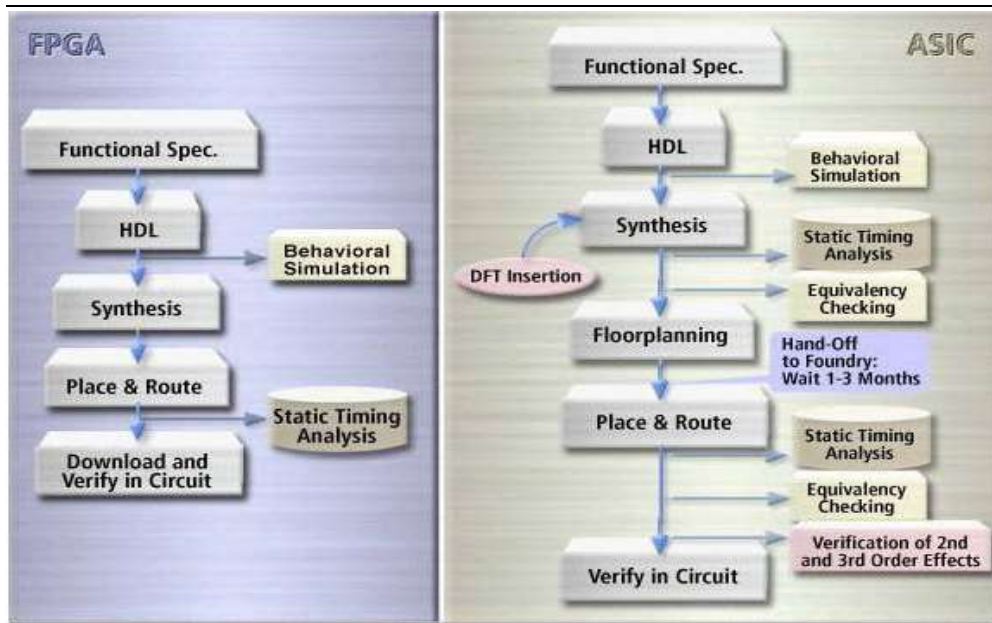 FPGA
Functional Spec.
HDL
Behavioral
Simulation
Synthesis
Place & Route
Static Timing
Analysis
Download and
Verify in Circuit
ASIC
Functional Spec.
HDL
Behavioral
Simulation
Synthesis
DFT Insertion
Static Timing
Analysis
Equivalency
Checking
Floorplanning
Hand-Off
to Foundry:
Wait 1-3 Months
Place & Route
Static Timing
Analysis
Equivalency
Checking
Verification of 2nd
and 3rd Order Effects
Verify in Circuit